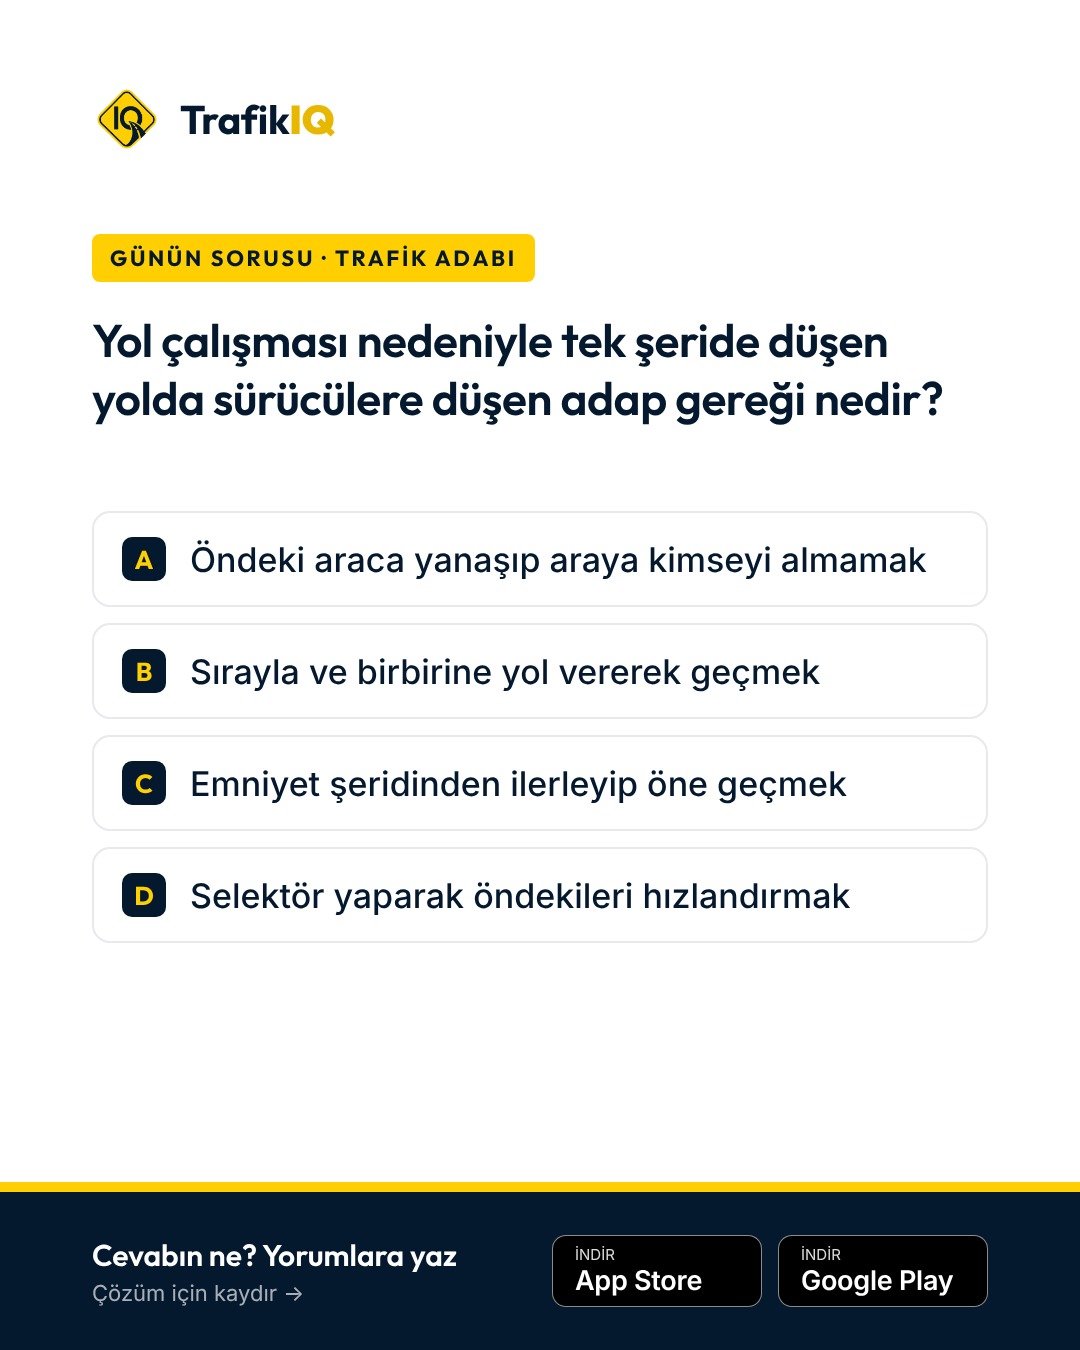 IQ
TrafikIQ
GÜNÜN SORUSU · TRAFİK ADABI
Yol çalışması nedeniyle tek şeride düşen
yolda sürücülere düşen adap gereği nedir?
A Öndeki araca yanaşıp araya kimseyi almamak
B Sırayla ve birbirine yol vererek geçmek
C Emniyet şeridinden ilerleyip öne geçmek
D Selektör yaparak öndekileri hızlandırmak
Cevabın ne? Yorumlara yaz
Çözüm için kaydır →
İNDİR
App Store
İNDİR
Google Play